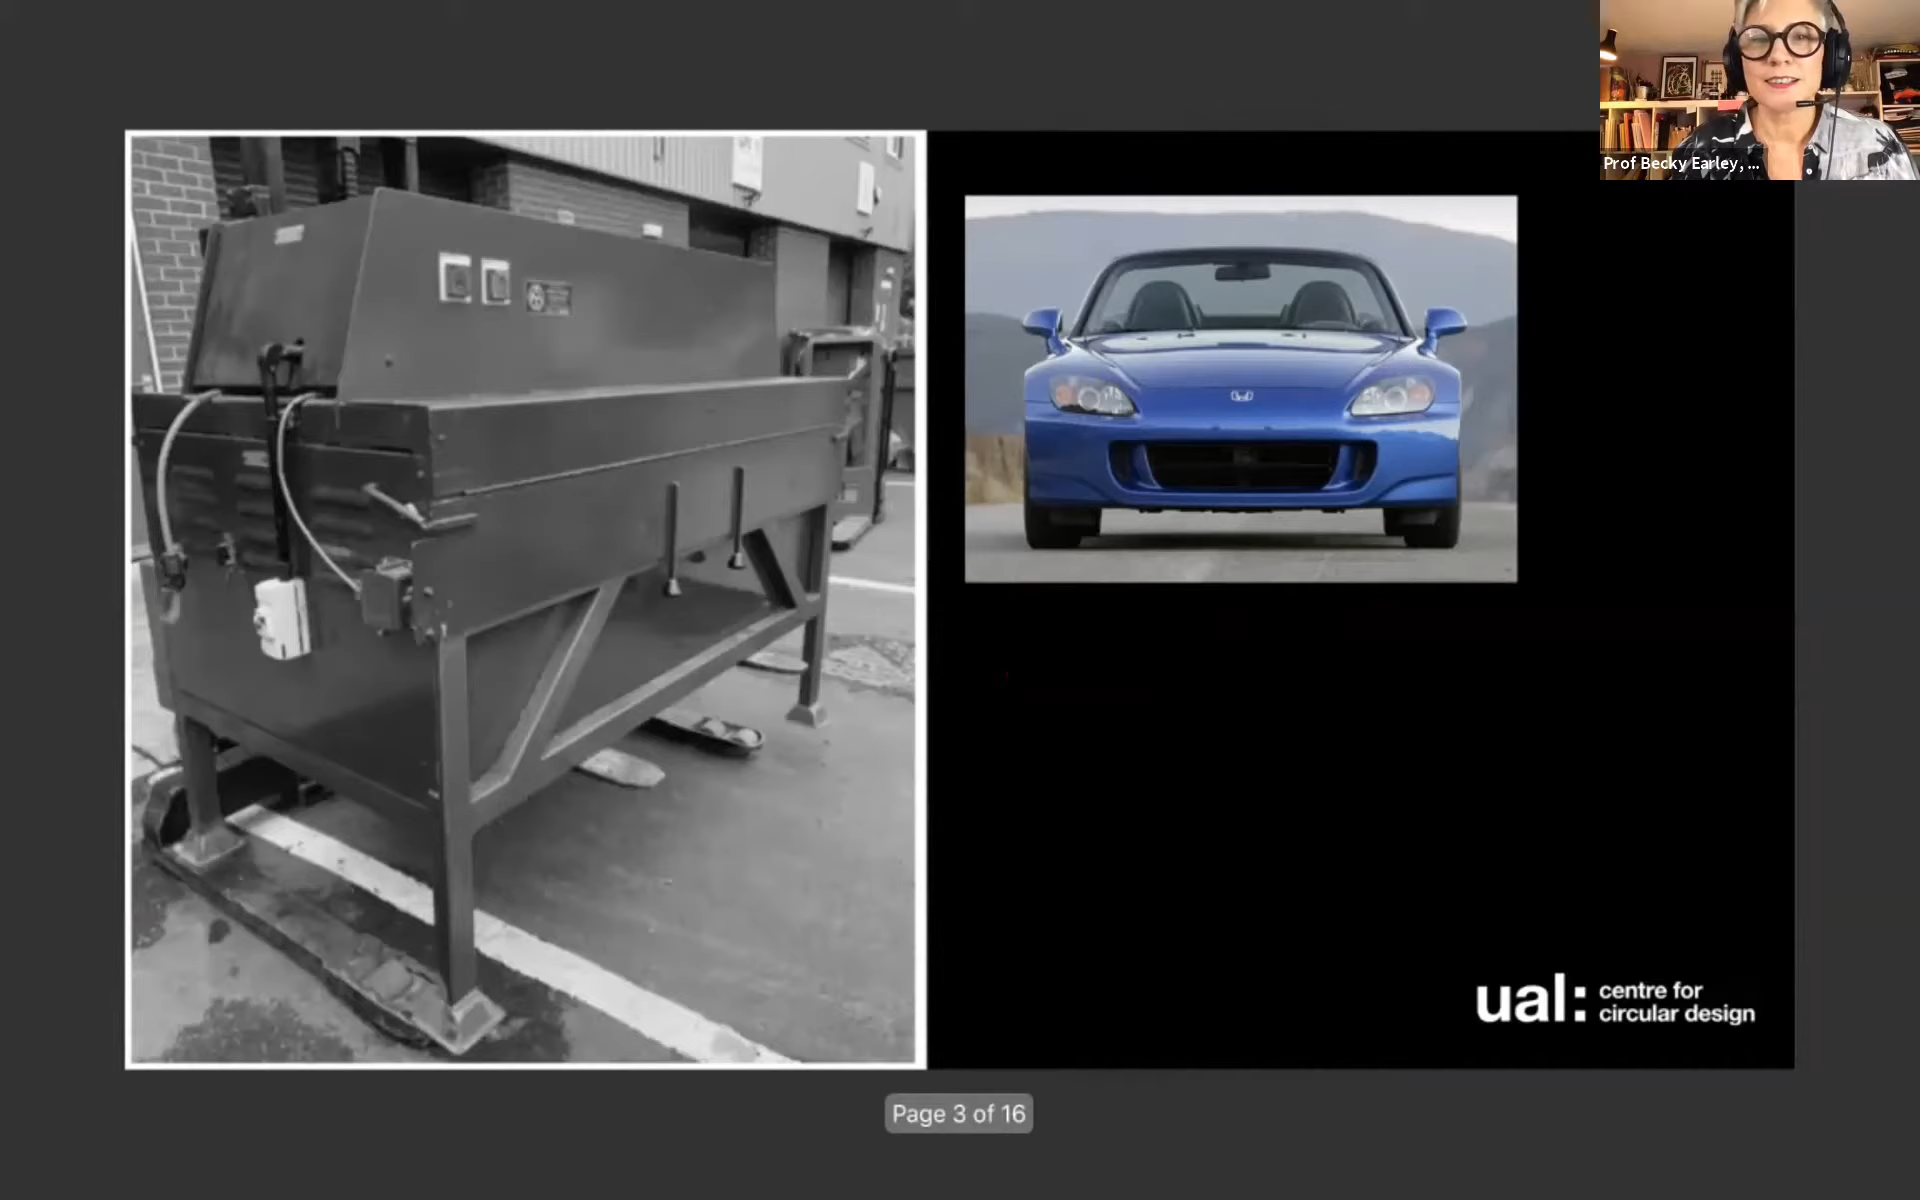 Prof Becky Earley, ...
ual:
centre for
circular design
Page 3 of 16